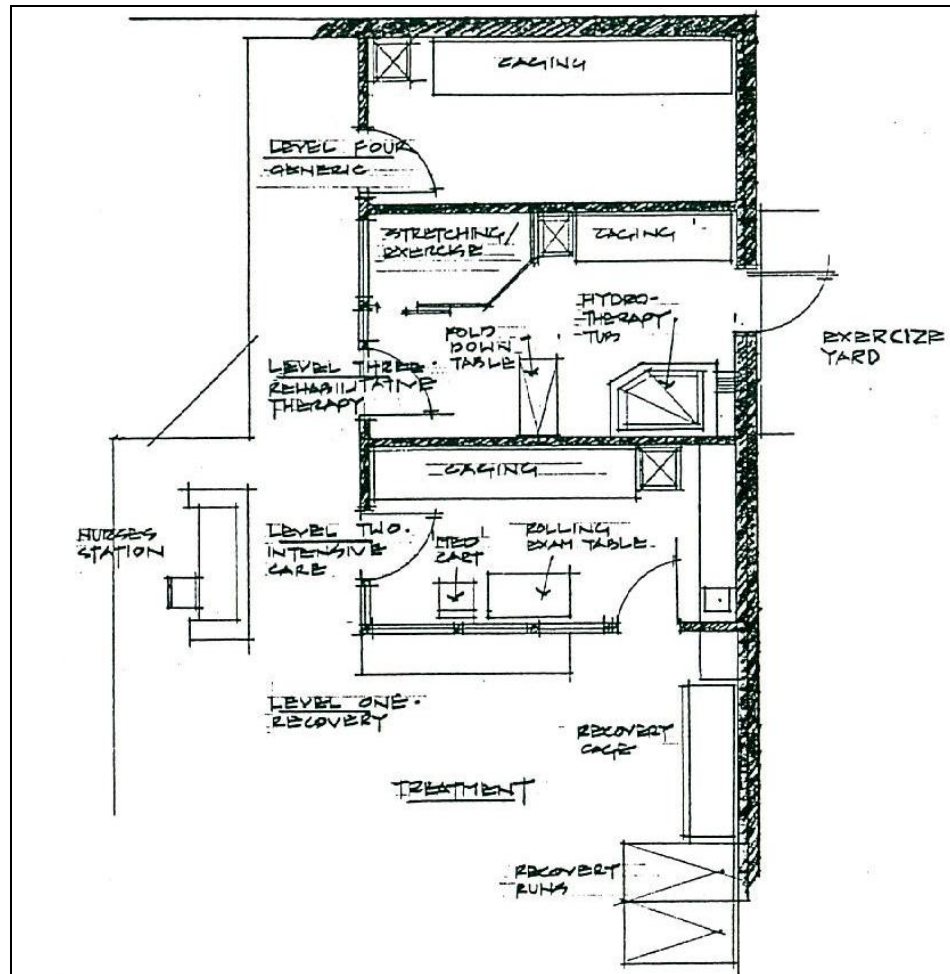 CAGING
LEVEL FOUR
GENERIC
STRETCHING/
EXERCISE
CAGING
HYDRO-
THERAPY
TUB
EXERCIZE
YARD
FOLD
DOWN
TABLE
LEVEL THREE-
REHABILITATIVE
THERAPY
CAGING
NURSES
STATION
LEVEL TWO-
INTENSIVE
CARE
MED
CART
ROLLING
EXAM TABLE
LEVEL ONE-
RECOVERY
RECOVERY
CAGE
TREATMENT
RECOVERY
RUNS